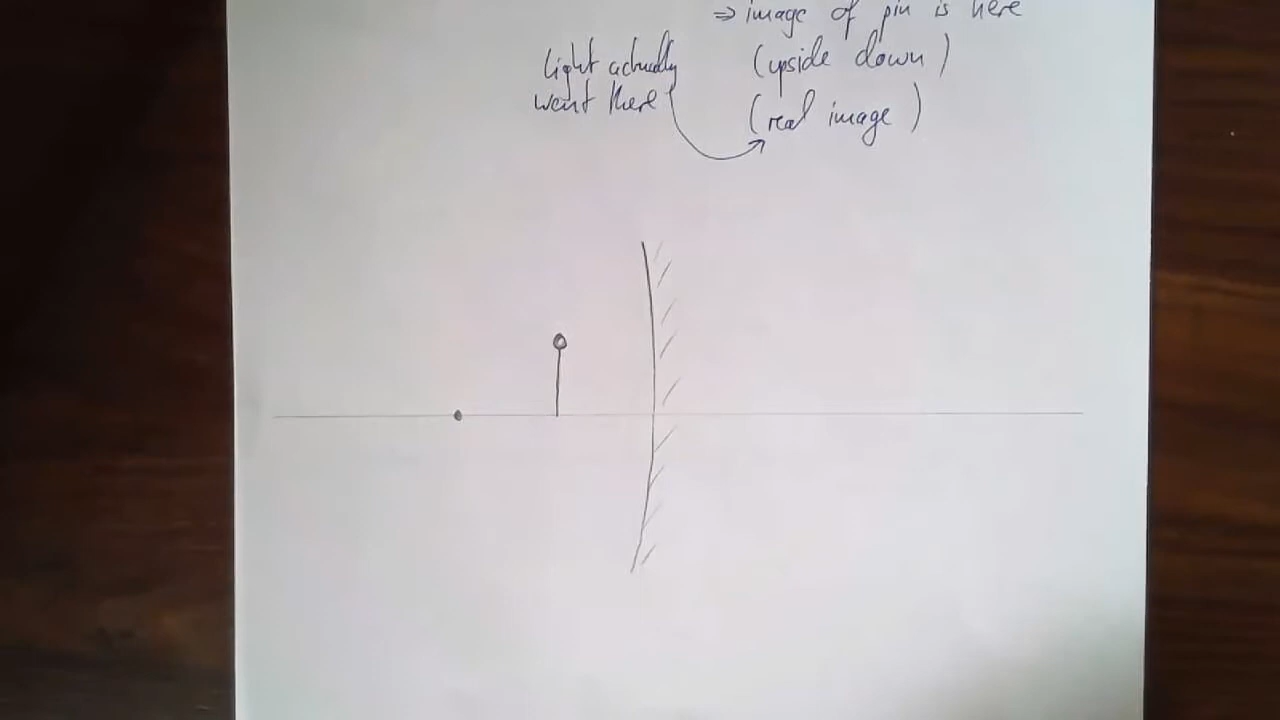 ⇒ image of pin is here
light actually
went there
(upside down)
(real image)